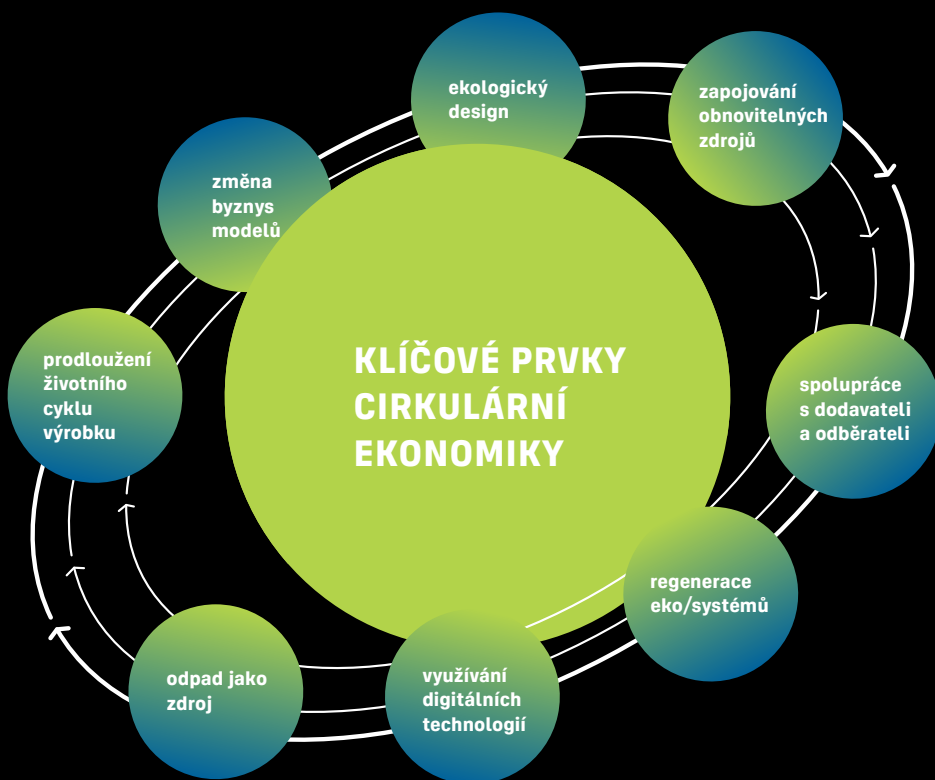 ekologický
design
zapojování
obnovitelných
zdrojů
změna
byznys
modelů
KLÍČOVÉ PRVKY
CIRKULÁRNÍ
EKONOMIKY
prodloužení
životního
cyklu
výrobku
spolupráce
s dodavateli
a odběrateli
regenerace
eko/systémů
odpad jako
zdroj
využívání
digitálních
technologií